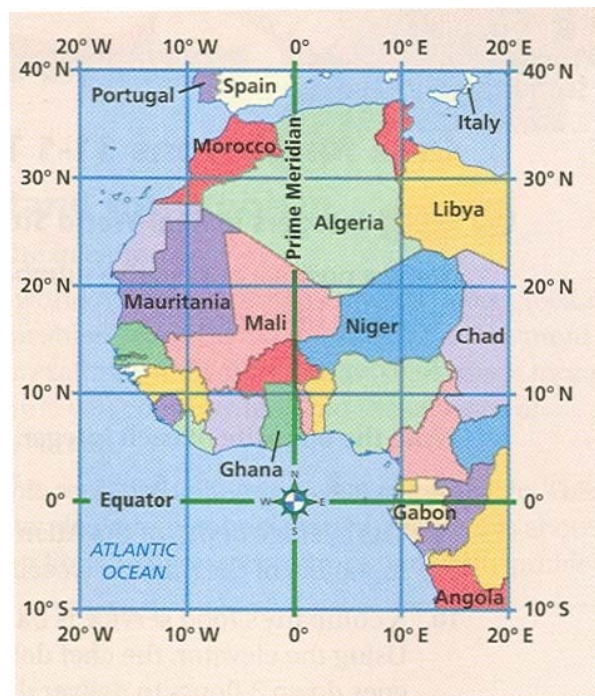 20° W 10° W 0° 10° E 20° E
40° N 40° N
Portugal Spain
Italy
Morocco
Prime Meridian
30° N 30° N
Algeria
Libya
20° N 20° N
Mauritania
Mali
Niger
Chad
10° N 10° N
Ghana
N
W E
S
0° Equator 0°
Gabon
ATLANTIC
OCEAN
Angola
10° S 10° S
20° W 10° W 0° 10° E 20° E